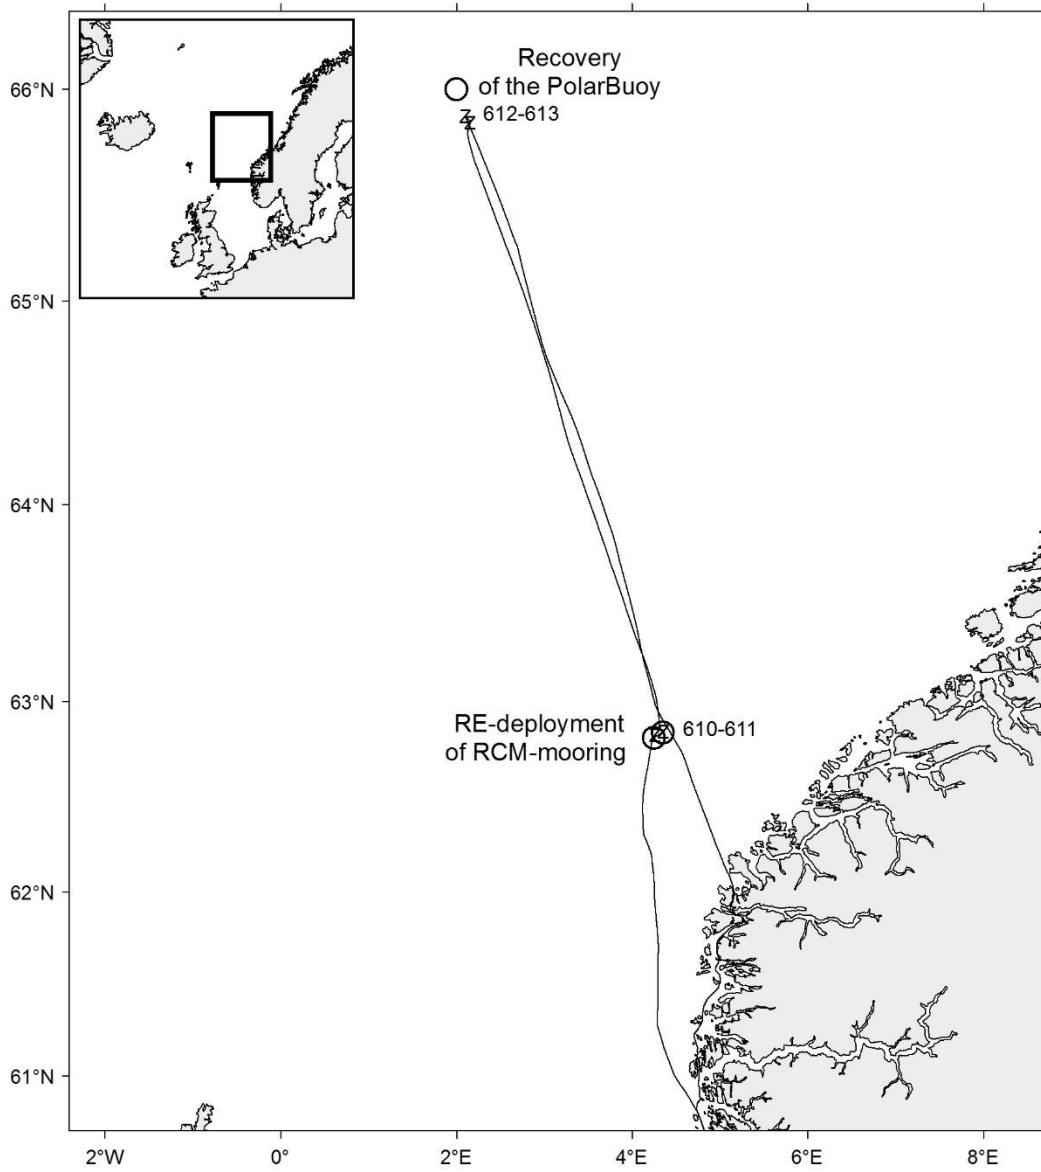 Recovery
of the PolarBuoy
66°N
Z
Z
612-613
65°N
64°N
63°N
RE-deployment
of RCM-mooring
Z
Z
610-611
62°N
61°N
2°W
0°
2°E
4°E
6°E
8°E